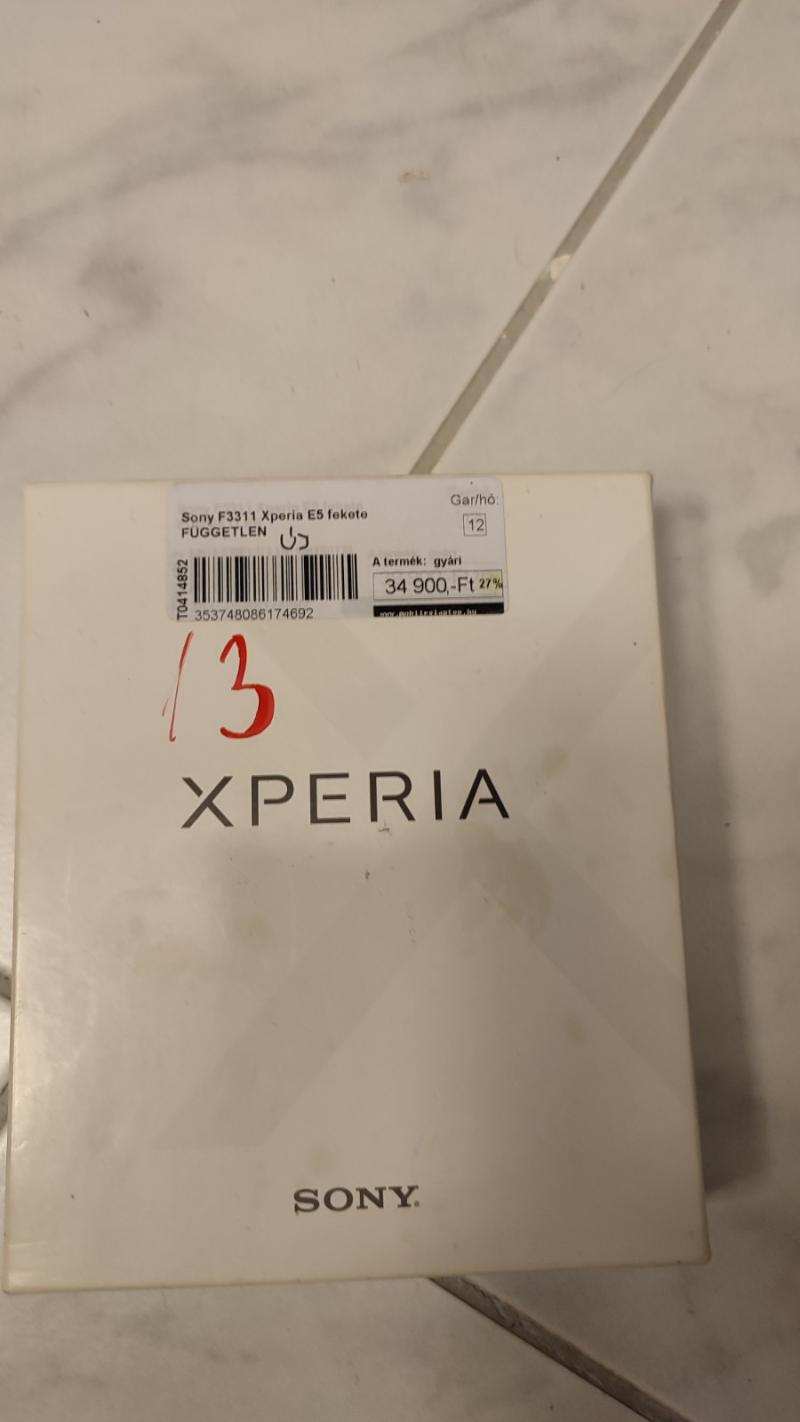 Gar/hó:
Sony F3311 Xperia E5 fekete
12
FÜGGETLEN ÚJ
A termék: gyári
34 900,-Ft 27%
T0414852
353748086174692
13
XPERIA
SONY